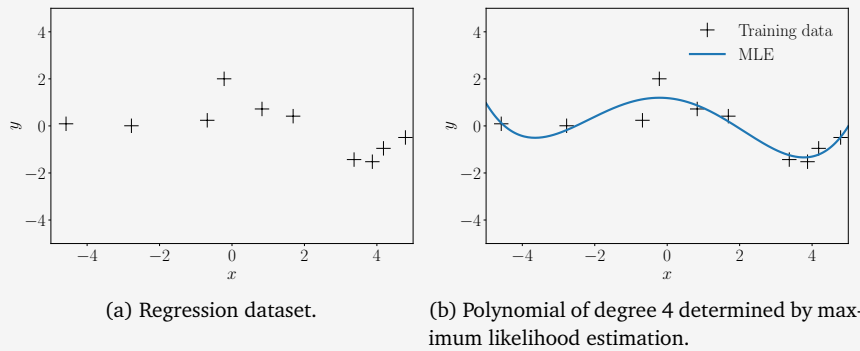 4
2
0
−2
−4
y
−4
−2
0
2
4
x
(a) Regression dataset.
4
2
0
−2
−4
y
−4
−2
0
2
4
x
Training data
MLE
(b) Polynomial of degree 4 determined by max-
imum likelihood estimation.